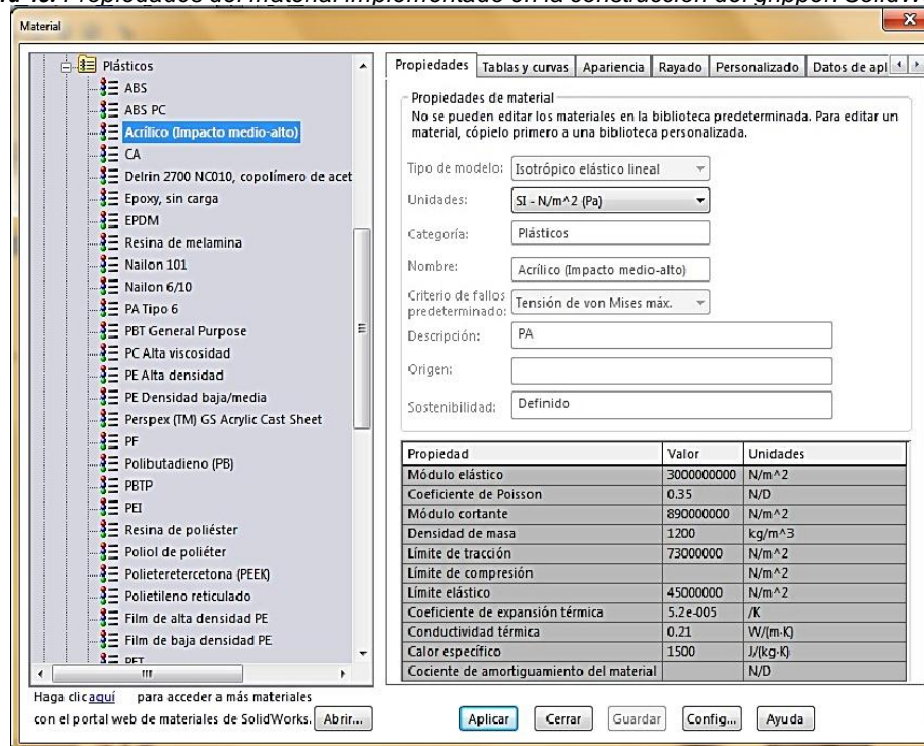 Propiedades del material implementado en la construcción del gripper.
Material
Plásticos
ABS
ABS PC
Acrílico (Impacto medio-alto)
CA
Delrin 2700 NC010, copolímero de acet
Epoxy, sin carga
EPDM
Resina de melamina
Nailon 101
Nailon 6/10
PA Tipo 6
PBT General Purpose
PC Alta viscosidad
PE Alta densidad
PE Densidad baja/media
Perspex (TM) GS Acrylic Cast Sheet
PF
Polibutadieno (PB)
PBTP
PEI
Resina de poliéster
Poliol de poliéter
Polieteretercetona (PEEK)
Polietileno reticulado
Film de alta densidad PE
Film de baja densidad PE
PET
Haga clic aquí para acceder a más materiales
con el portal web de materiales de SolidWorks. Abrir...
Propiedades Tablas y curvas Apariencia Rayado Personalizado Datos de apl
Propiedades de material
No se pueden editar los materiales en la biblioteca predeterminada. Para editar un
material, cópielo primero a una biblioteca personalizada.
Tipo de modelo: Isotrópico elástico lineal
Unidades: SI - N/m^2 (Pa)
Categoría: Plásticos
Nombre: Acrílico (Impacto medio-alto)
Criterio de fallos
predeterminado: Tensión de von Mises máx.
Descripción: PA
Origen:
Sostenibilidad: Definido
Propiedad Valor Unidades
Módulo elástico 3000000000 N/m^2
Coeficiente de Poisson 0.35 N/D
Módulo cortante 890000000 N/m^2
Densidad de masa 1200 kg/m^3
Límite de tracción 73000000 N/m^2
Límite de compresión N/m^2
Límite elástico 45000000 N/m^2
Coeficiente de expansión térmica 5.2e-005 /K
Conductividad térmica 0.21 W/(m·K)
Calor específico 1500 J/(kg·K)
Cociente de amortiguamiento del material N/D
Aplicar Cerrar Guardar Config... Ayuda